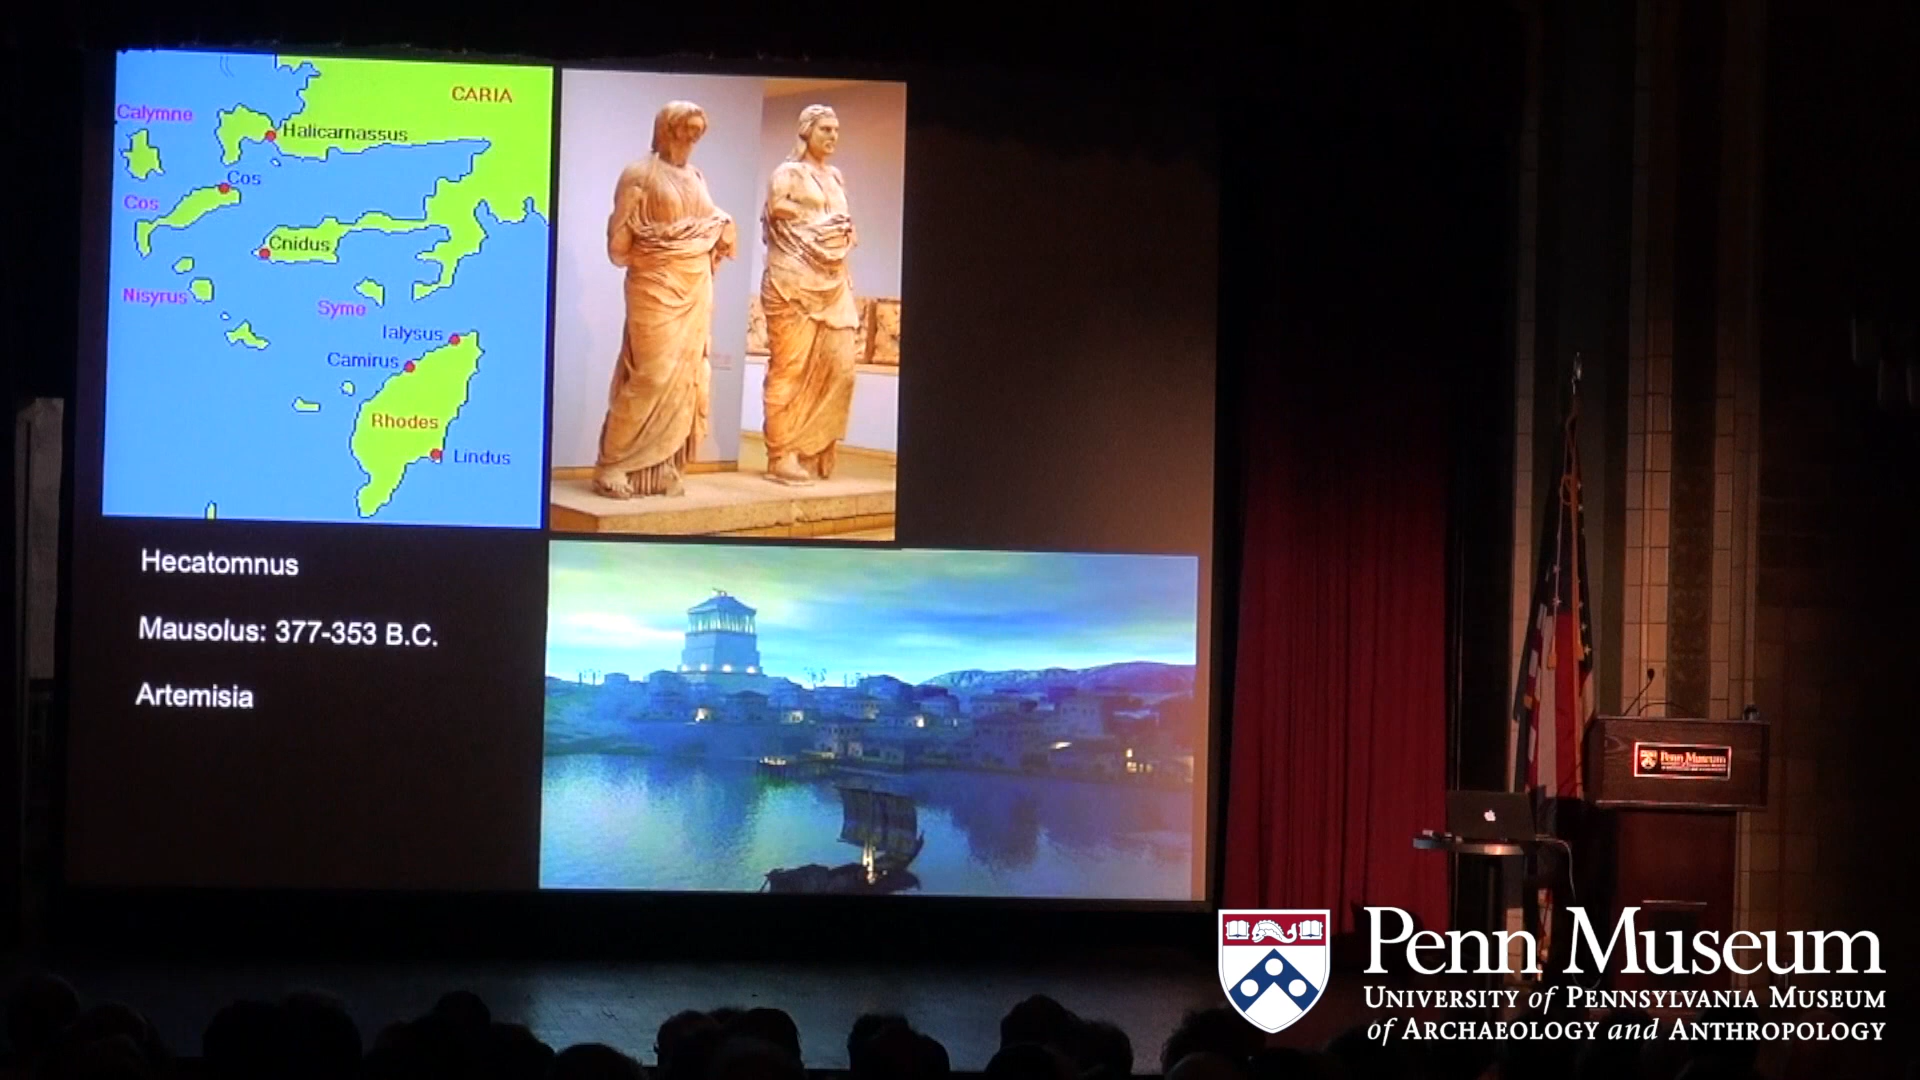 CARIA
Calymne
Halicarnassus
Cos
Cos
Cnidus
Nisyrus
Syme
Ialysus
Camirus
Rhodes
Lindus
Hecatomnus
Mausolus: 377-353 B.C.
Artemisia
Penn Museum
Penn Museum
UNIVERSITY of PENNSYLVANIA MUSEUM
of ARCHAEOLOGY and ANTHROPOLOGY